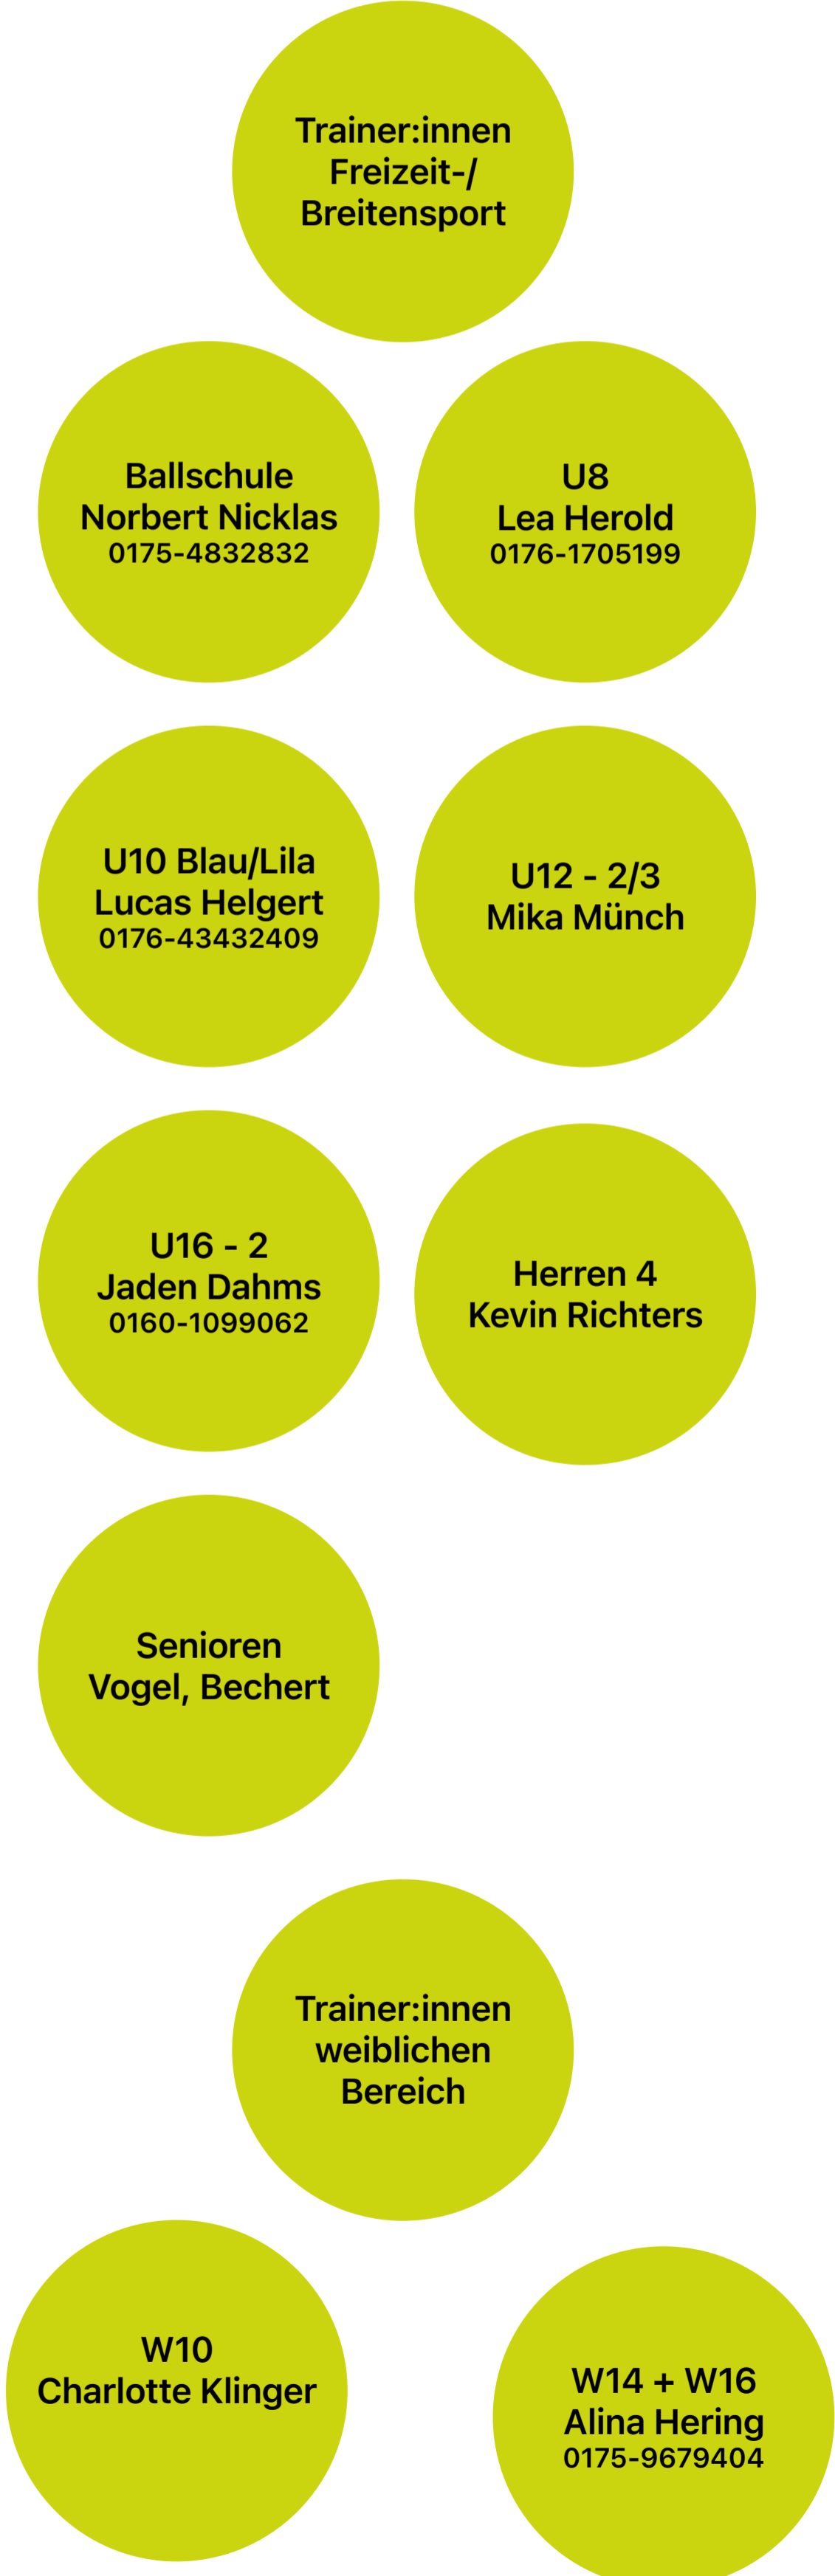 Trainer:innen
Freizeit-/
Breitensport
Ballschule
Norbert Nicklas
0175-4832832
U8
Lea Herold
0176-1705199
U10 Blau/Lila
Lucas Helgert
0176-43432409
U12 - 2/3
Mika Münch
U16 - 2
Jaden Dahms
0160-1099062
Herren 4
Kevin Richters
Senioren
Vogel, Bechert
Trainer:innen
weiblichen
Bereich
W10
Charlotte Klinger
W14 + W16
Alina Hering
0175-9679404